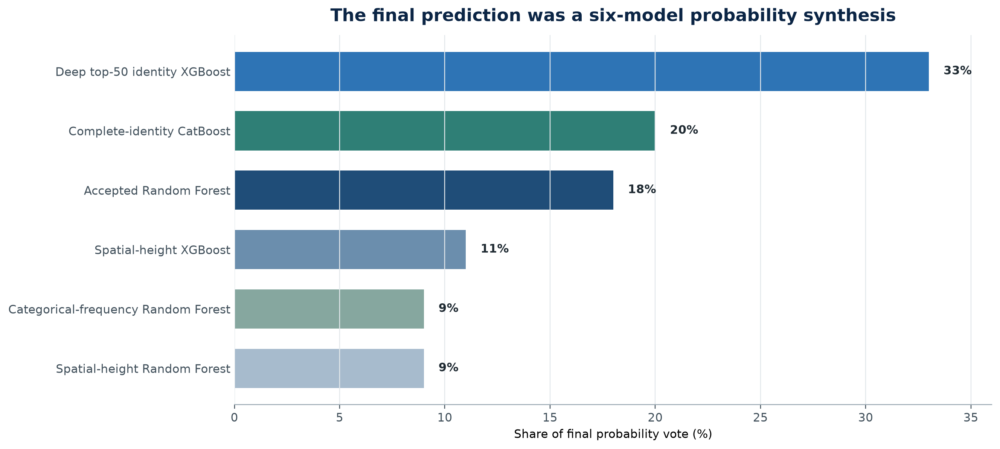 The final prediction was a six-model probability synthesis
Deep top-50 identity XGBoost
33%
Complete-identity CatBoost
20%
Accepted Random Forest
18%
Spatial-height XGBoost
11%
Categorical-frequency Random Forest
9%
Spatial-height Random Forest
9%
0 5 10 15 20 25 30 35
Share of final probability vote (%)